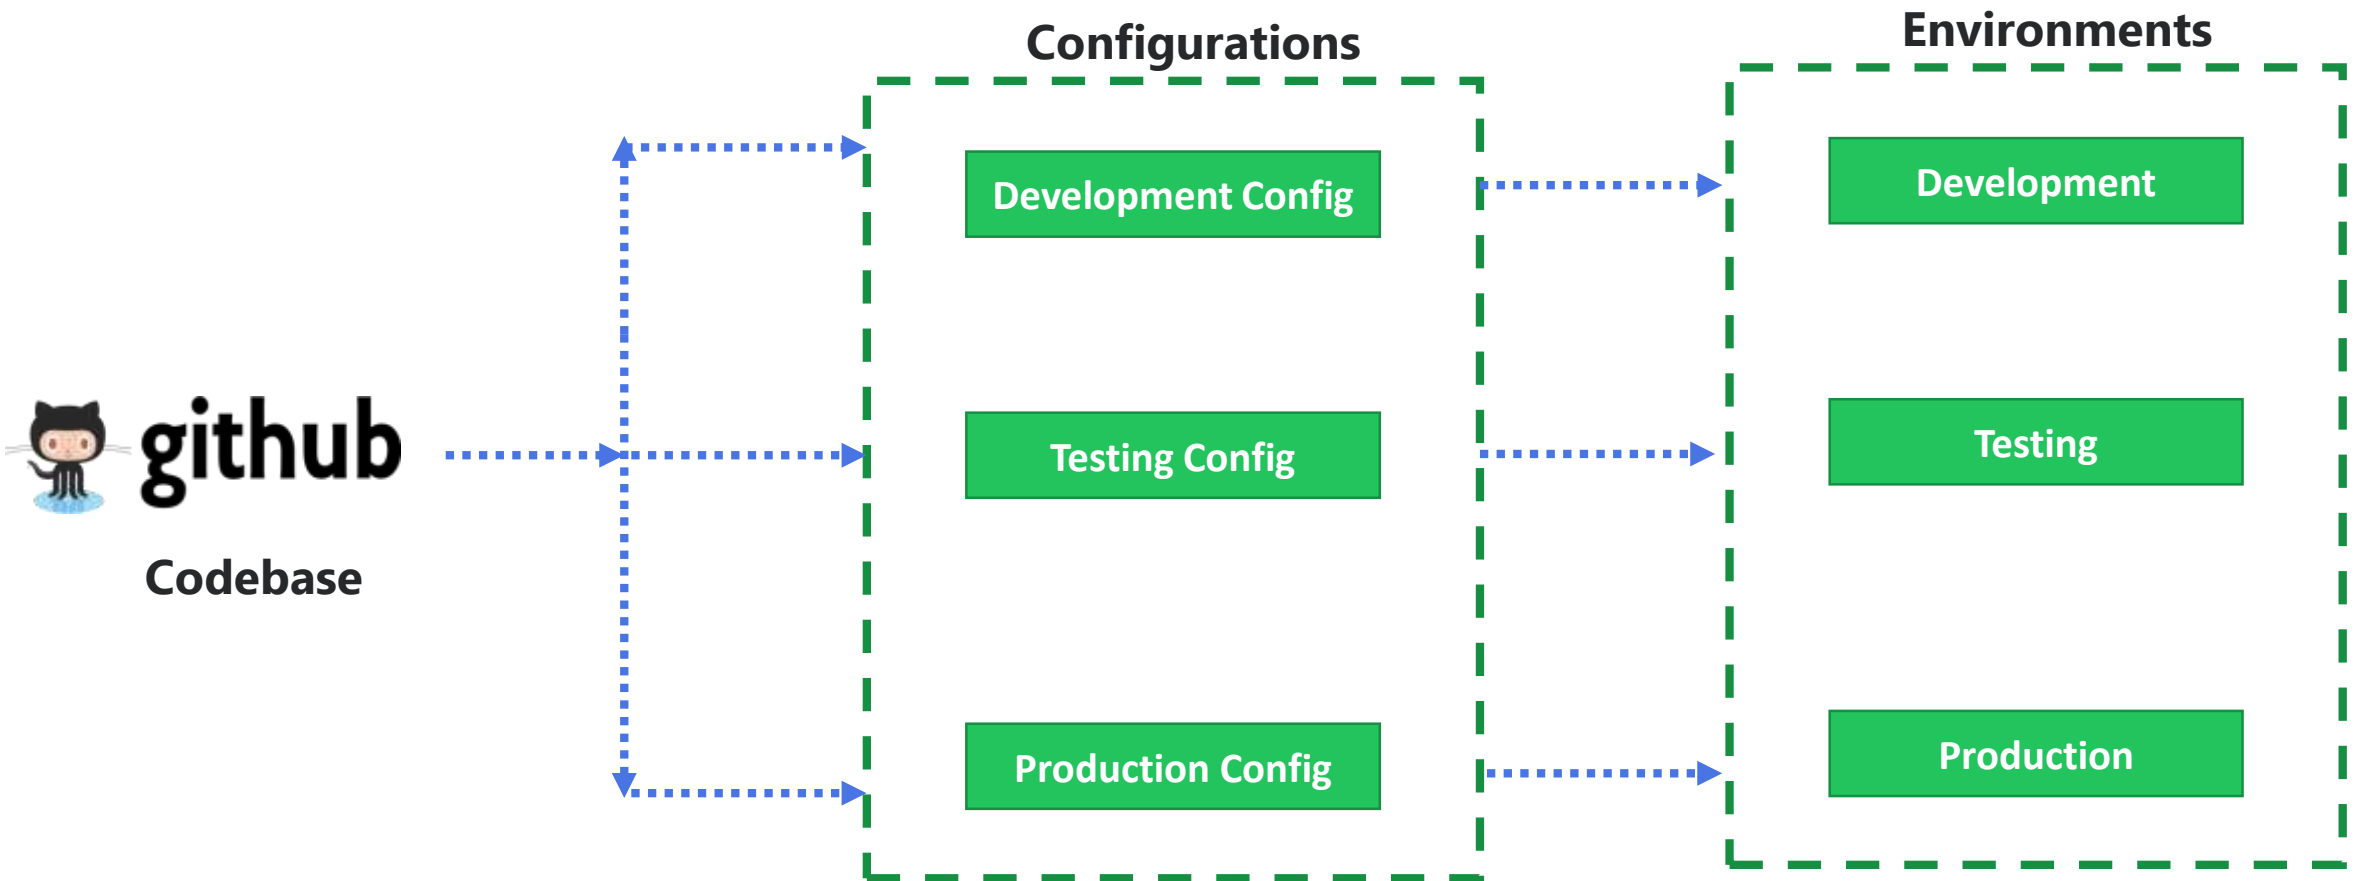 Configurations
Environments
Development Config
Development
github
Testing Config
Testing
Codebase
Production Config
Production